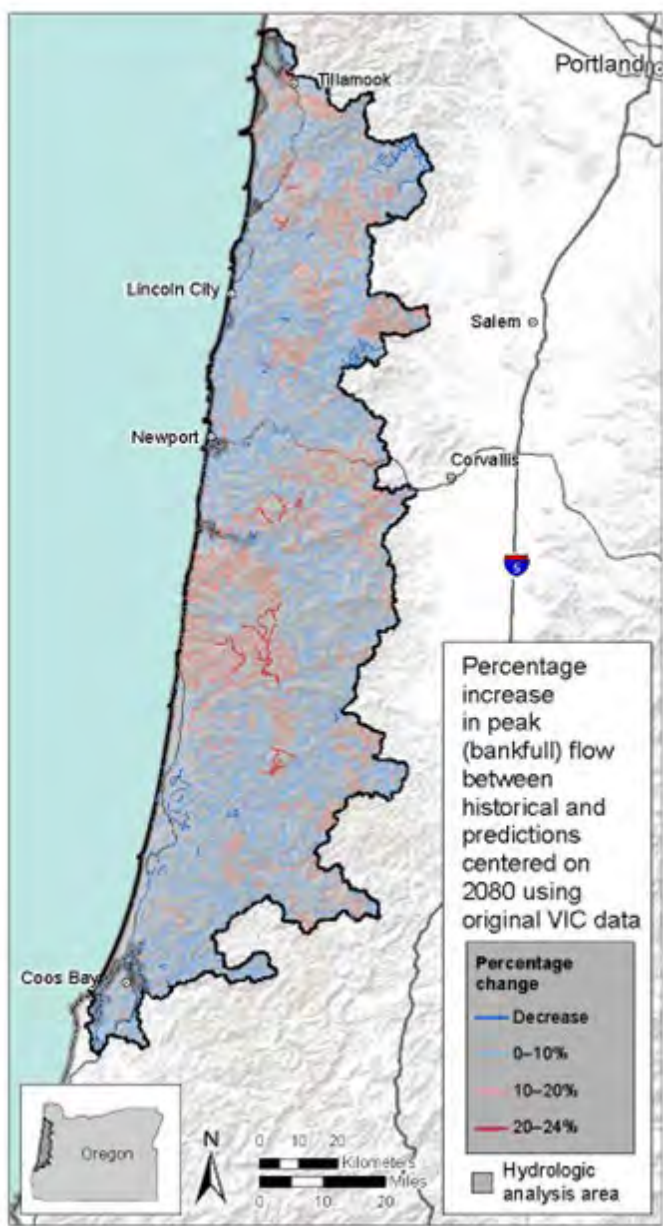 Portland
Tillamook
Lincoln City
Salem
Newport
Corvallis
5
Percentage
increase
in peak
(bankfull) flow
between
historical and
predictions
centered on
2080 using
original VIC data
Percentage
change
Decrease
0–10%
10–20%
20–24%
Hydrologic
analysis area
Coos Bay
Oregon
N
0 10 20
Kilometers
Miles
0 10 20